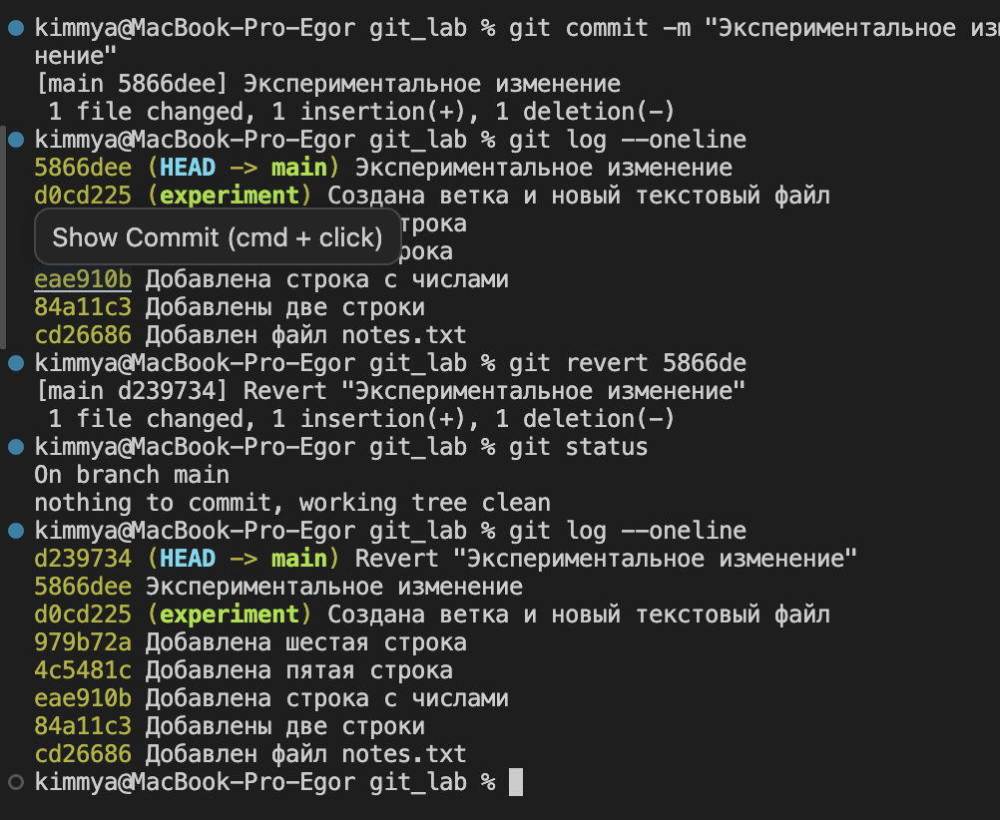 kimmya@MacBook-Pro-Egor git_lab % git commit -m "Экспериментальное из
нение"
[main 5866dee] Экспериментальное изменение
1 file changed, 1 insertion(+), 1 deletion(-)
kimmya@MacBook-Pro-Egor git_lab % git log --oneline
5866dee (HEAD -> main) Экспериментальное изменение
d0cd225 (experiment) Создана ветка и новый текстовый файл
трока
Show Commit (cmd + click)
рока
eae910b Добавлена строка с числами
84a11c3 Добавлены две строки
cd26686 Добавлен файл notes.txt
kimmya@MacBook-Pro-Egor git_lab % git revert 5866de
[main d239734] Revert "Экспериментальное изменение"
1 file changed, 1 insertion(+), 1 deletion(-)
kimmya@MacBook-Pro-Egor git_lab % git status
On branch main
nothing to commit, working tree clean
kimmya@MacBook-Pro-Egor git_lab % git log --oneline
d239734 (HEAD -> main) Revert "Экспериментальное изменение"
5866dee Экспериментальное изменение
d0cd225 (experiment) Создана ветка и новый текстовый файл
979b72a Добавлена шестая строка
4c5481c Добавлена пятая строка
eae910b Добавлена строка с числами
84a11c3 Добавлены две строки
cd26686 Добавлен файл notes.txt
kimmya@MacBook-Pro-Egor git_lab %